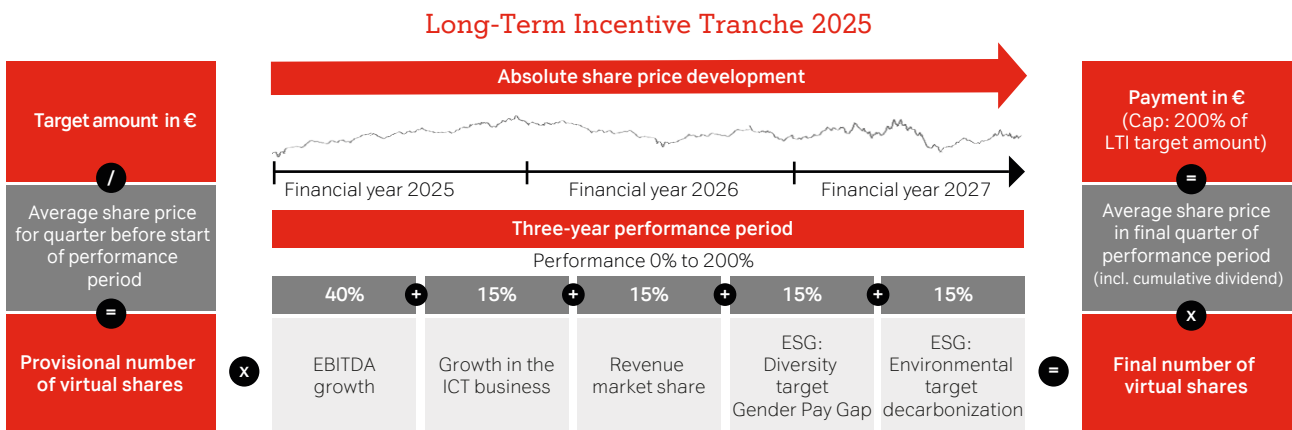 Long-Term Incentive Tranche 2025
Target amount in €
/
Average share price
for quarter before start
of performance
period
=
Provisional number
of virtual shares
x
Absolute share price development
Financial year 2025
Financial year 2026
Financial year 2027
Three-year performance period
Performance 0% to 200%
40% + 15% + 15% + 15% + 15%
EBITDA
growth
Growth in the
ICT business
Revenue
market share
ESG:
Diversity
target
Gender Pay Gap
ESG:
Environmental
target
decarbonization
=
Payment in €
(Cap: 200% of
LTI target amount)
=
Average share price
in final quarter of
performance period
(incl. cumulative dividend)
x
Final number of
virtual shares